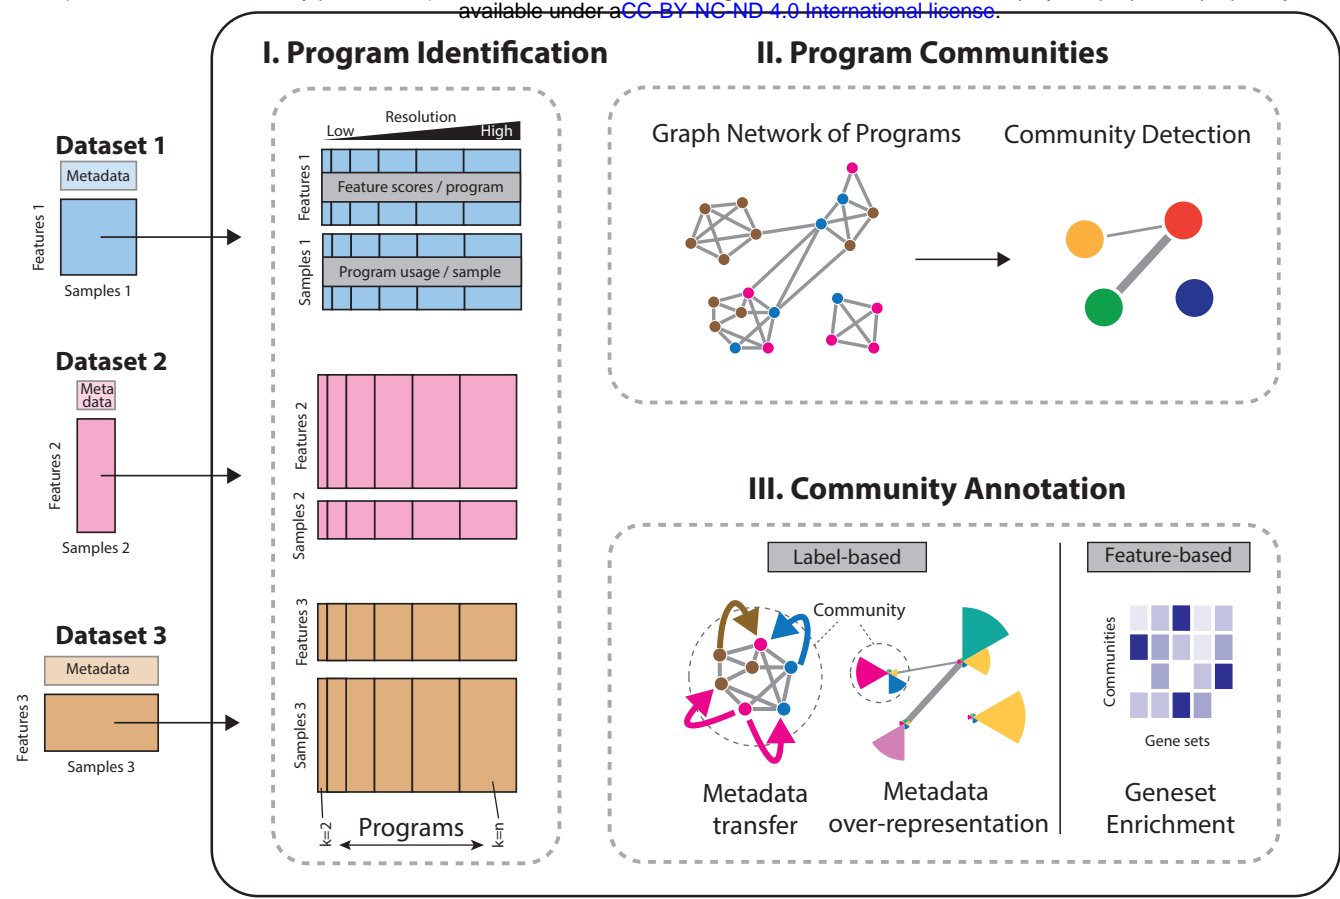 available under aCC-BY-NC-ND 4.0 International license.
I. Program Identification
II. Program Communities
Dataset 1
Metadata
Features 1
Samples 1
Dataset 2
Meta
data
Features 2
Samples 2
Dataset 3
Metadata
Features 3
Samples 3
Resolution
Low
High
Features 1
Feature scores / program
Samples 1
Program usage / sample
Features 2
Samples 2
Features 3
Samples 3
k=2
Programs
k=n
Graph Network of Programs
Community Detection
III. Community Annotation
Label-based
Feature-based
Community
Communities
Gene sets
Metadata
transfer
Metadata
over-representation
Geneset
Enrichment